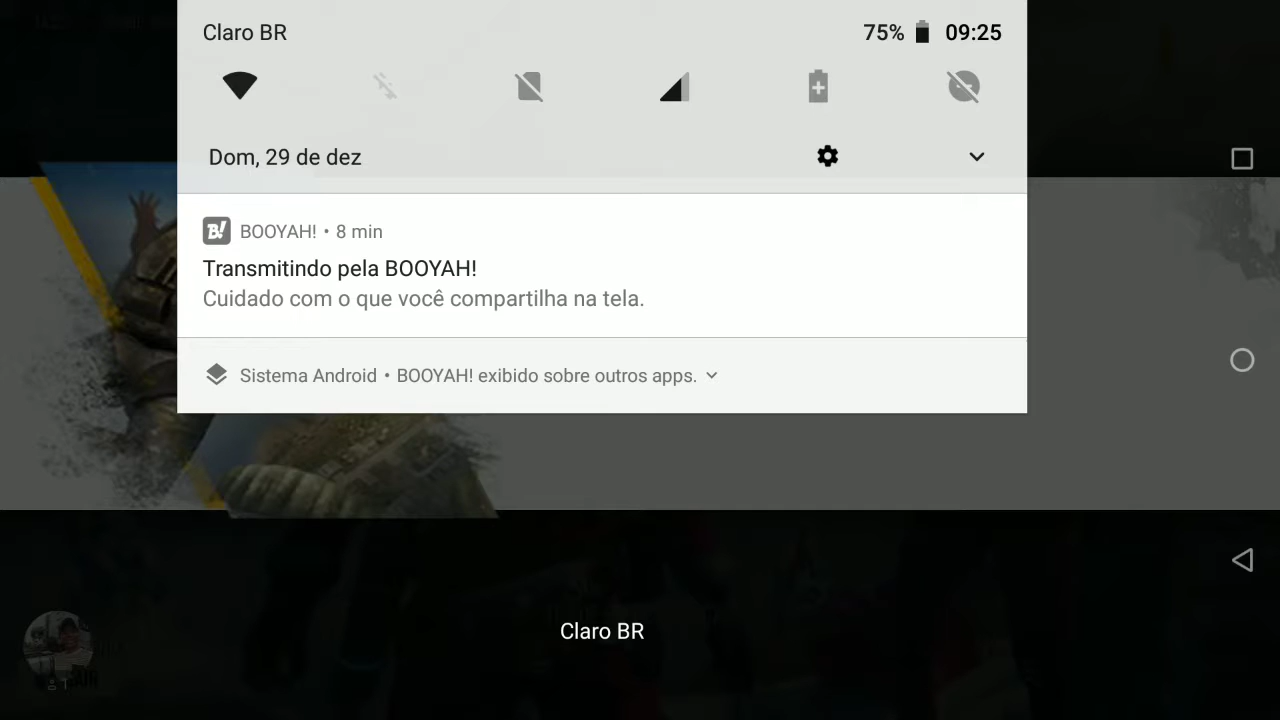 Claro BR
75% 09:25
Dom, 29 de dez
B! BOOYAH! • 8 min
Transmitindo pela BOOYAH!
Cuidado com o que você compartilha na tela.
Sistema Android • BOOYAH! exibido sobre outros apps.
Claro BR
1